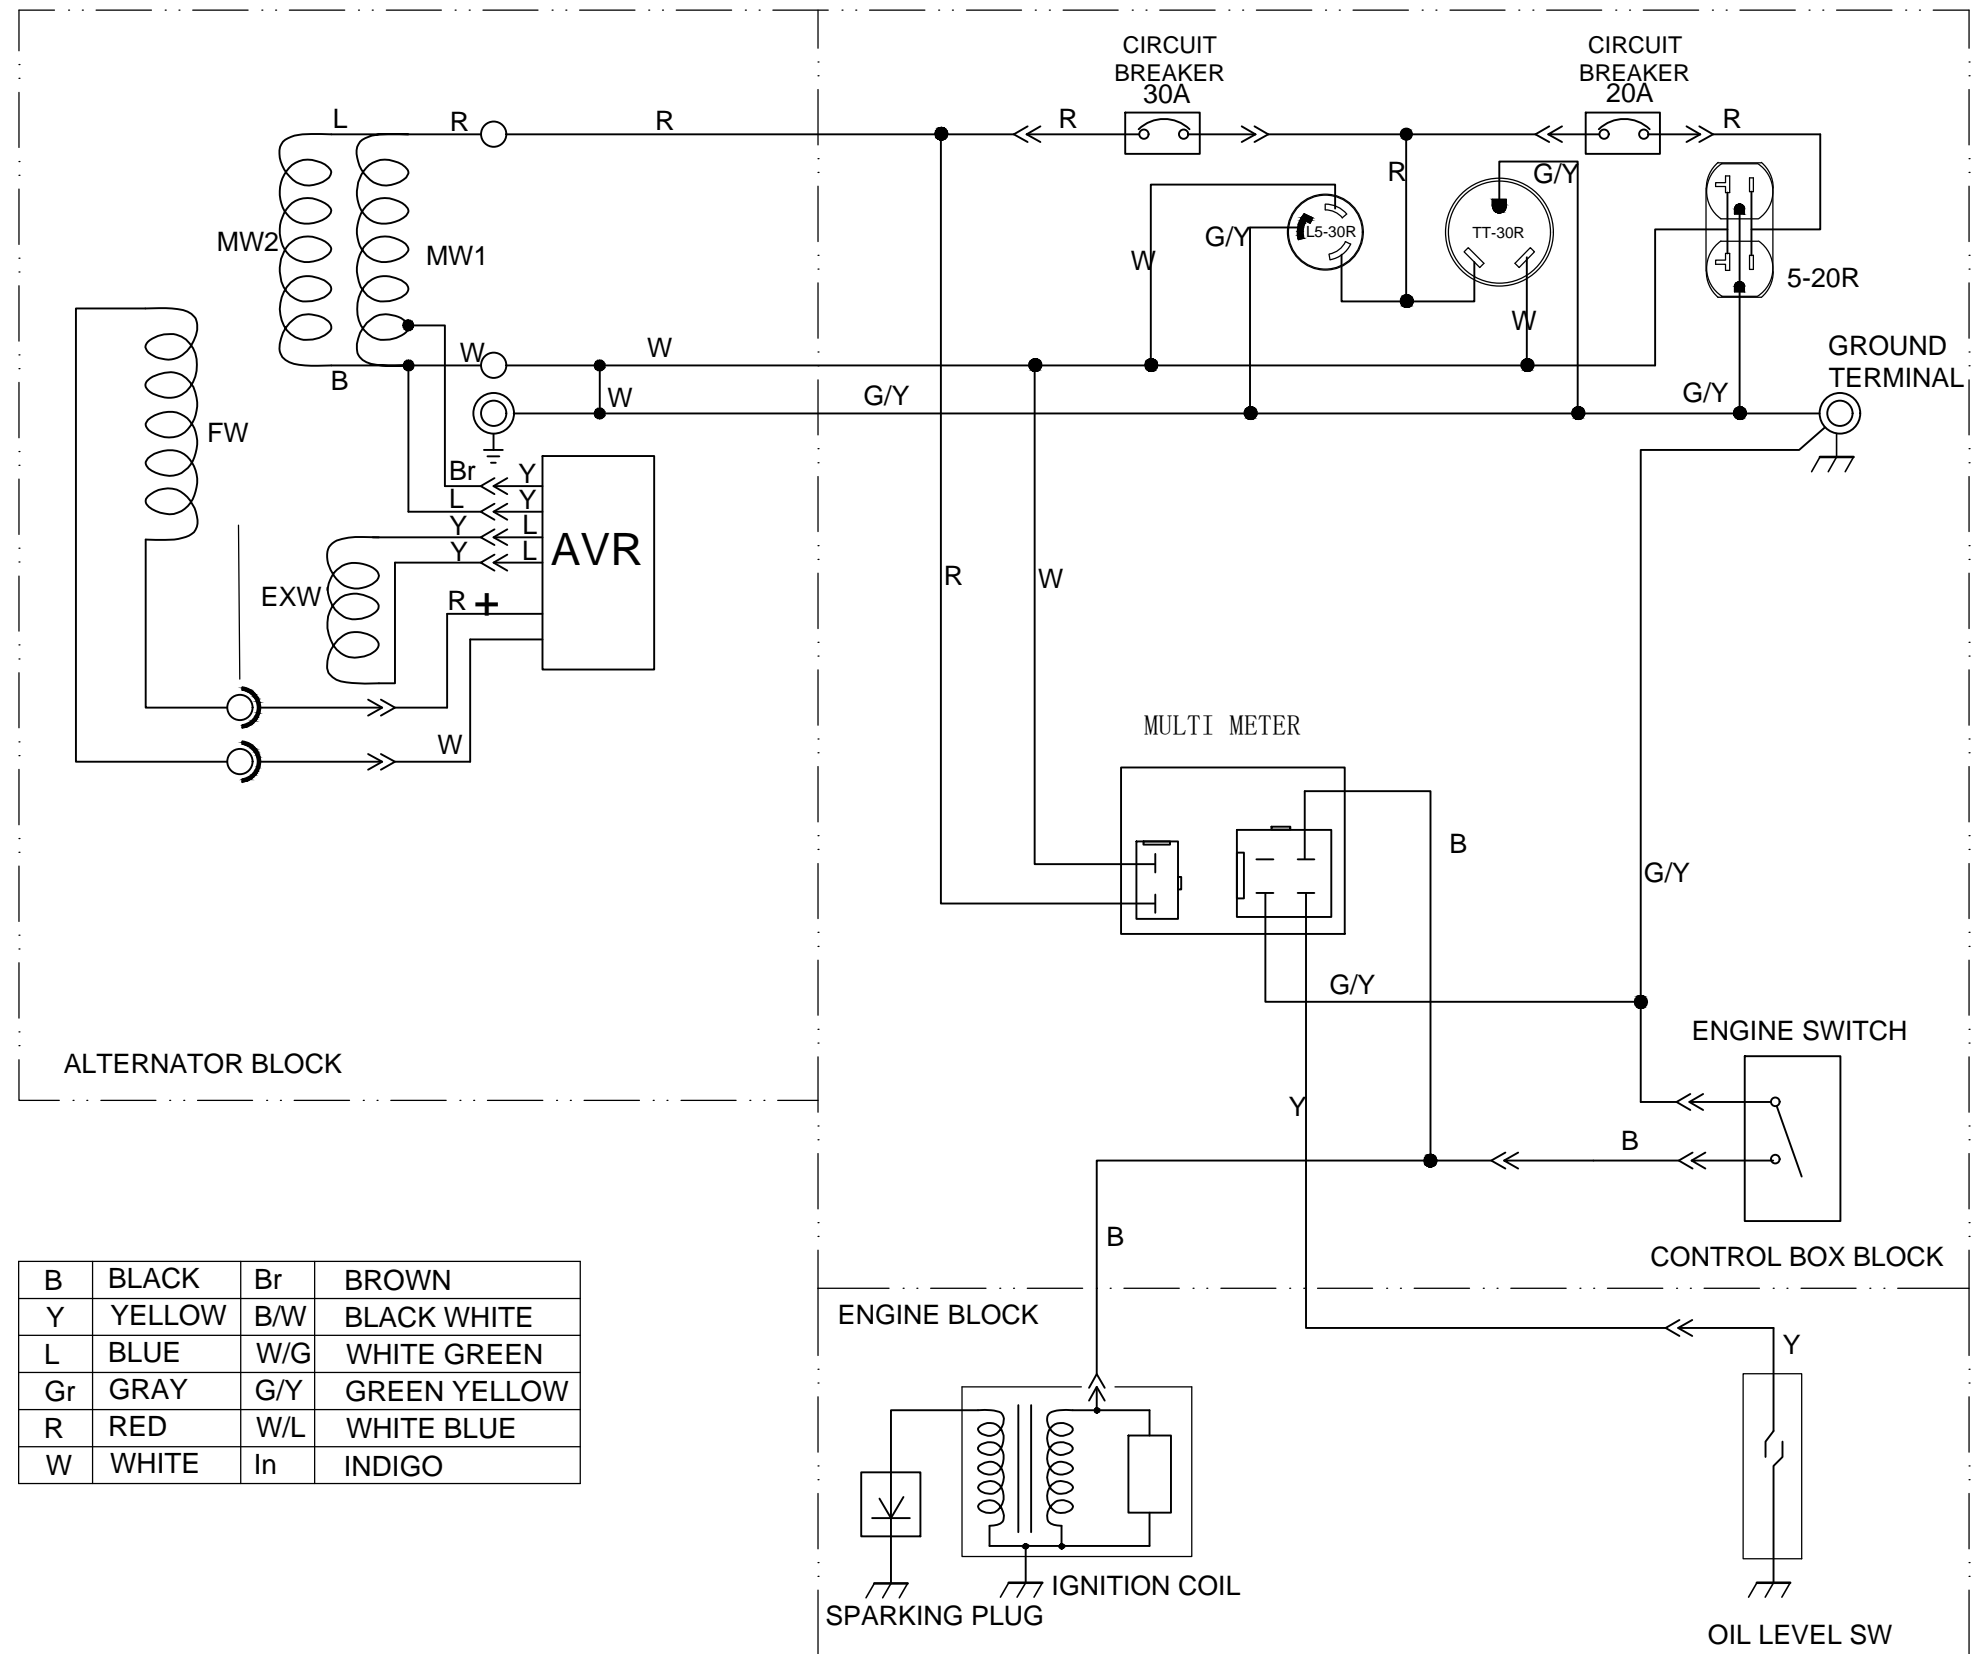 CIRCUIT
BREAKER
30A
CIRCUIT
BREAKER
20A
L
R
R
R
R
R
G/Y
MW2
MW1
G/Y
L5-30R
TT-30R
W
5-20R
W
W
W
B
GROUND
TERMINAL
W
G/Y
G/Y
FW
Br
Y
L
Y
Y
L
Y
L
AVR
EXW
R +
R
W
W
MULTI METER
B
G/Y
G/Y
ENGINE SWITCH
ALTERNATOR BLOCK
Y
B
B
CONTROL BOX BLOCK
B BLACK Br BROWN
Y YELLOW B/W BLACK WHITE
L BLUE W/G WHITE GREEN
Gr GRAY G/Y GREEN YELLOW
R RED W/L WHITE BLUE
W WHITE In INDIGO
ENGINE BLOCK
Y
IGNITION COIL
SPARKING PLUG
OIL LEVEL SW